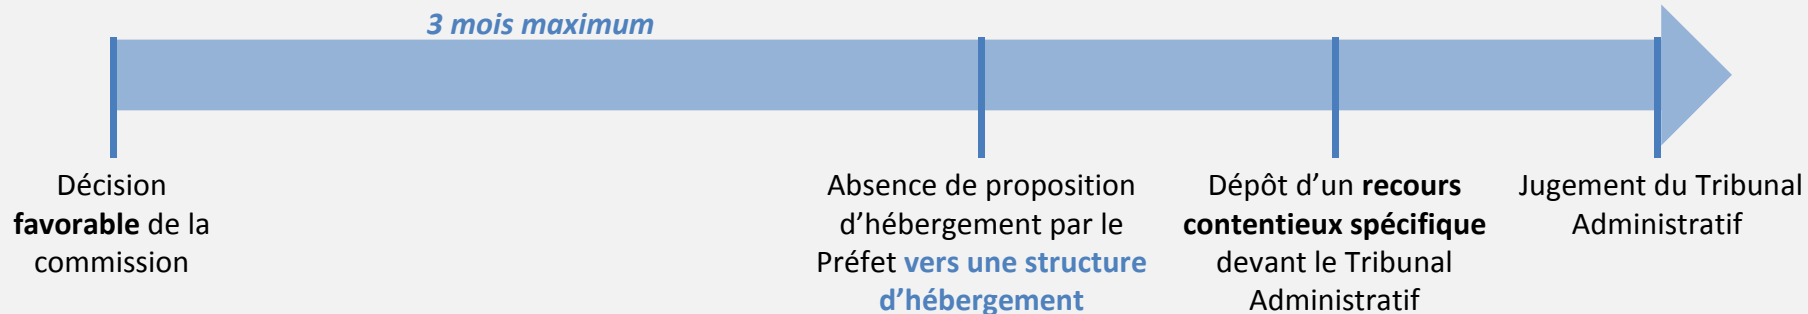 3 mois maximum
Décision
favorable de la
commission
Absence de proposition
d’hébergement par le
Préfet vers une structure
d’hébergement
Dépôt d’un recours
contentieux spécifique
devant le Tribunal
Administratif
Jugement du Tribunal
Administratif